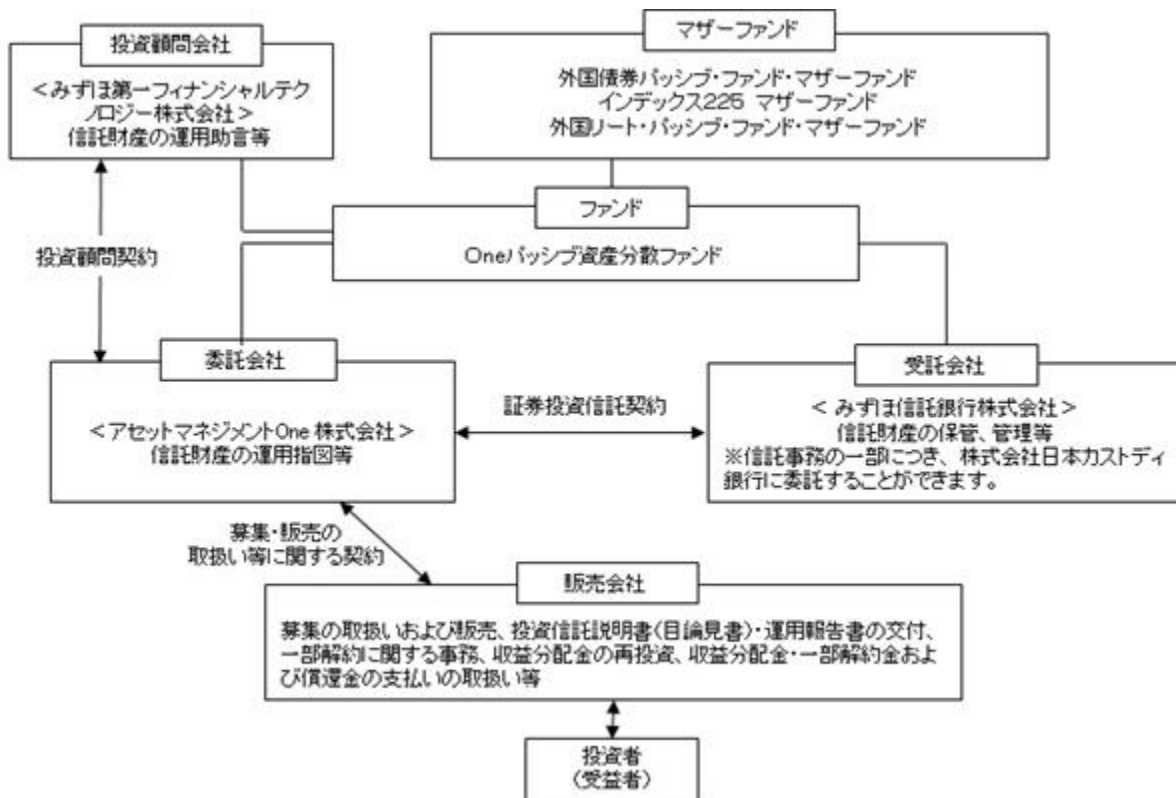 投資顧問会社
<みずほ第一フィナンシャルテク
ノロジー株式会社>
信託財産の運用助言等
マザーファンド
外国債券パッシブ・ファンド・マザーファンド
インデックス225 マザーファンド
外国リート・パッシブ・ファンド・マザーファンド
ファンド
Oneパッシブ資産分散ファンド
投資顧問契約
委託会社
<アセットマネジメントOne 株式会社>
信託財産の運用指図等
証券投資信託契約
受託会社
< みずほ信託銀行株式会社>
信託財産の保管、管理等
※信託事務の一部につき、株式会社日本カストディ
銀行に委託することができます。
募集・販売の
取扱い等に関する契約
販売会社
募集の取扱いおよび販売、投資信託説明書(目論見書)・運用報告書の交付、
一部解約に関する事務、収益分配金の再投資、収益分配金・一部解約金およ
び償還金の支払いの取扱い等
投資者
(受益者)